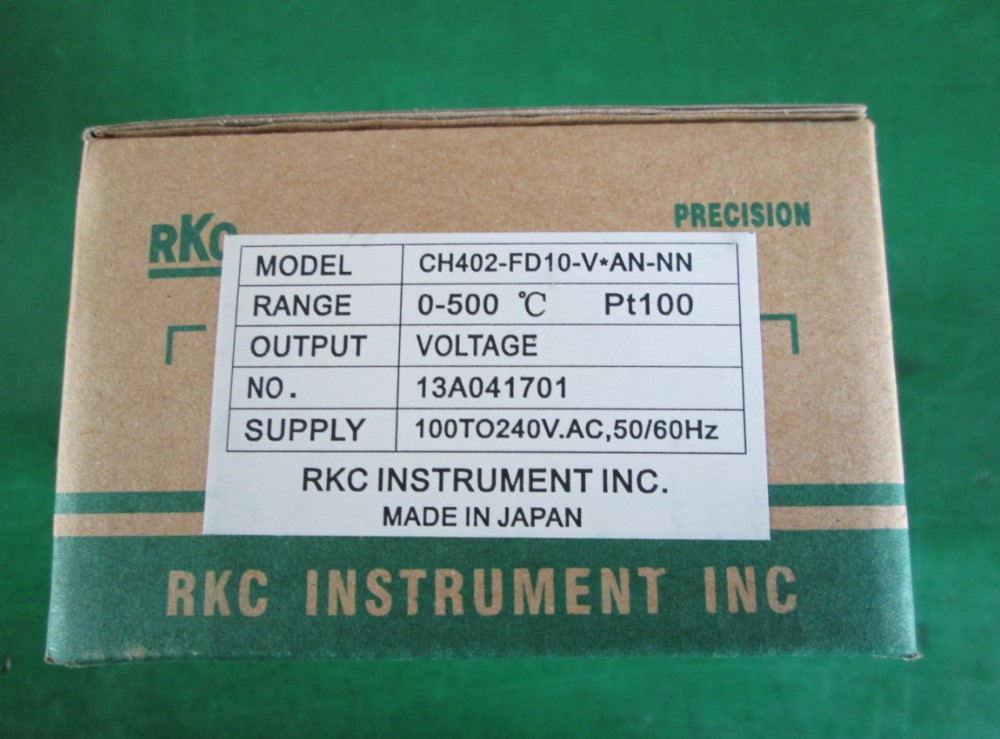 RKC
PRECISION
MODEL CH402-FD10-V*AN-NN
RANGE 0-500 ℃ Pt100
OUTPUT VOLTAGE
NO. 13A041701
SUPPLY 100TO240V.AC,50/60Hz
RKC INSTRUMENT INC.
MADE IN JAPAN
RKC INSTRUMENT INC